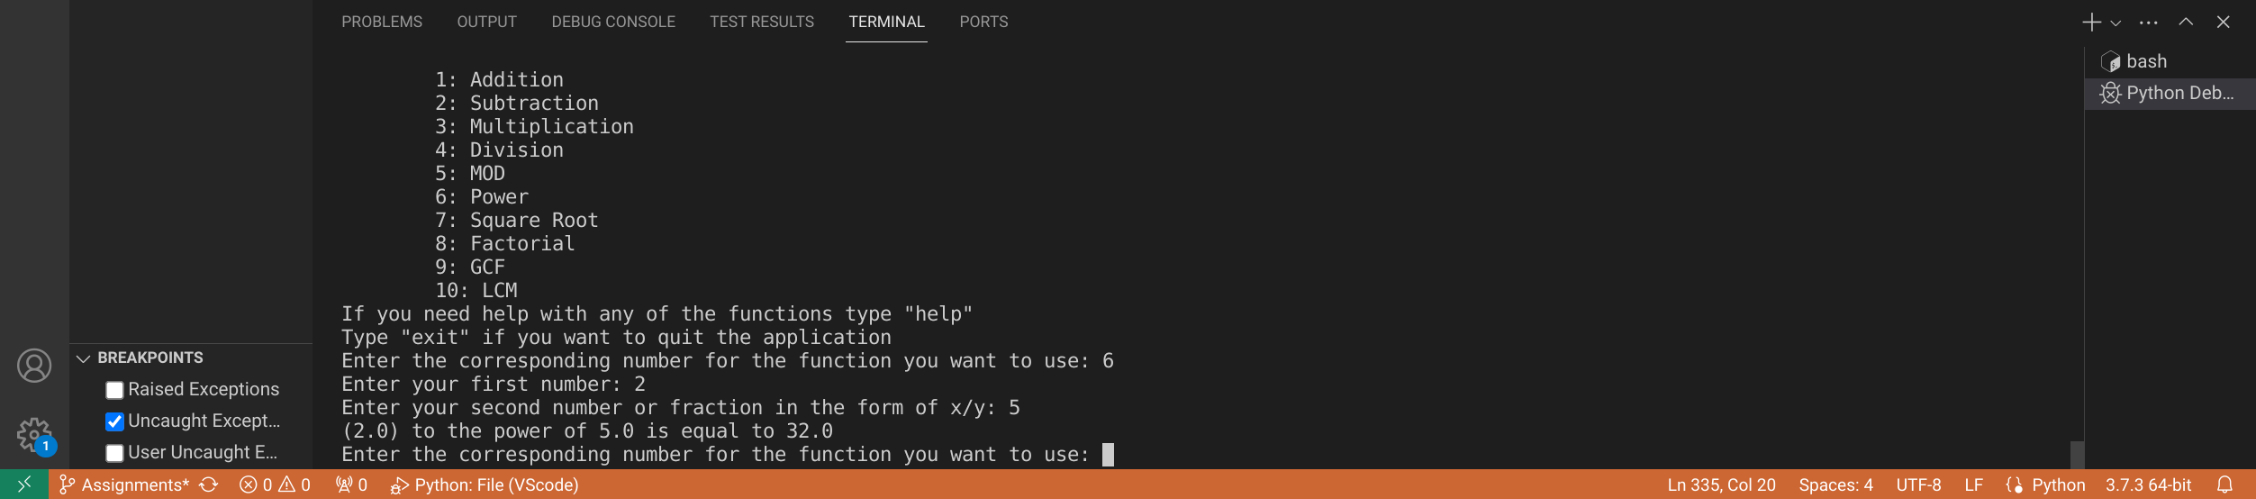 PROBLEMS OUTPUT DEBUG CONSOLE TEST RESULTS TERMINAL PORTS
bash
Python Deb...
1: Addition
2: Subtraction
3: Multiplication
4: Division
5: MOD
6: Power
7: Square Root
8: Factorial
9: GCF
10: LCM
If you need help with any of the functions type "help"
Type "exit" if you want to quit the application
Enter the corresponding number for the function you want to use: 6
Enter your first number: 2
Enter your second number or fraction in the form of x/y: 5
(2.0) to the power of 5.0 is equal to 32.0
Enter the corresponding number for the function you want to use:
BREAKPOINTS
Raised Exceptions
Uncaught Except...
User Uncaught E...
1
Assignments* 0 0 0 Python: File (VScode) Ln 335, Col 20 Spaces: 4 UTF-8 LF Python 3.7.3 64-bit